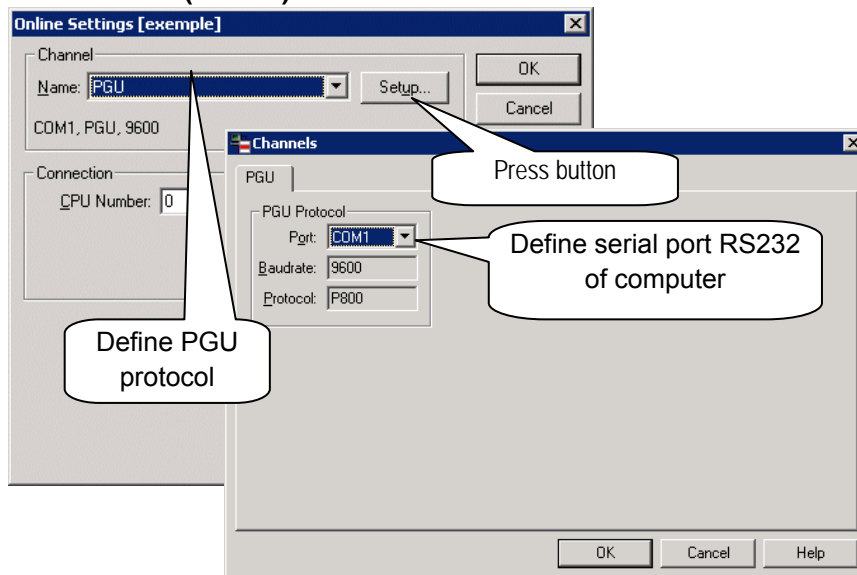 Online Settings [exemple]
Channel
Name: PGU
Setup...
OK
Cancel
COM1, PGU, 9600
Connection
CPU Number: 0
Channels
PGU
PGU Protocol
Port: COM1
Baudrate: 9600
Protocol: P800
Press button
Define serial port RS232
of computer
Define PGU
protocol
OK
Cancel
Help